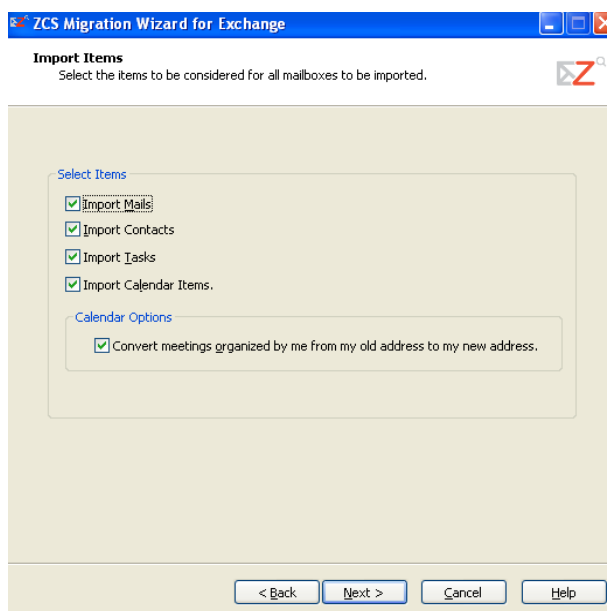 ZCS Migration Wizard for Exchange
Import Items
Select the items to be considered for all mailboxes to be imported.
Select Items
Import Mails
Import Contacts
Import Tasks
Import Calendar Items.
Calendar Options
Convert meetings organized by me from my old address to my new address.
< Back Next > Cancel Help